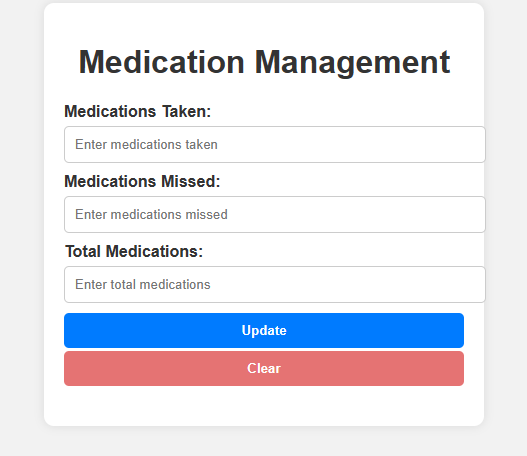 Medication Management
Medications Taken:
Enter medications taken
Medications Missed:
Enter medications missed
Total Medications:
Enter total medications
Update
Clear